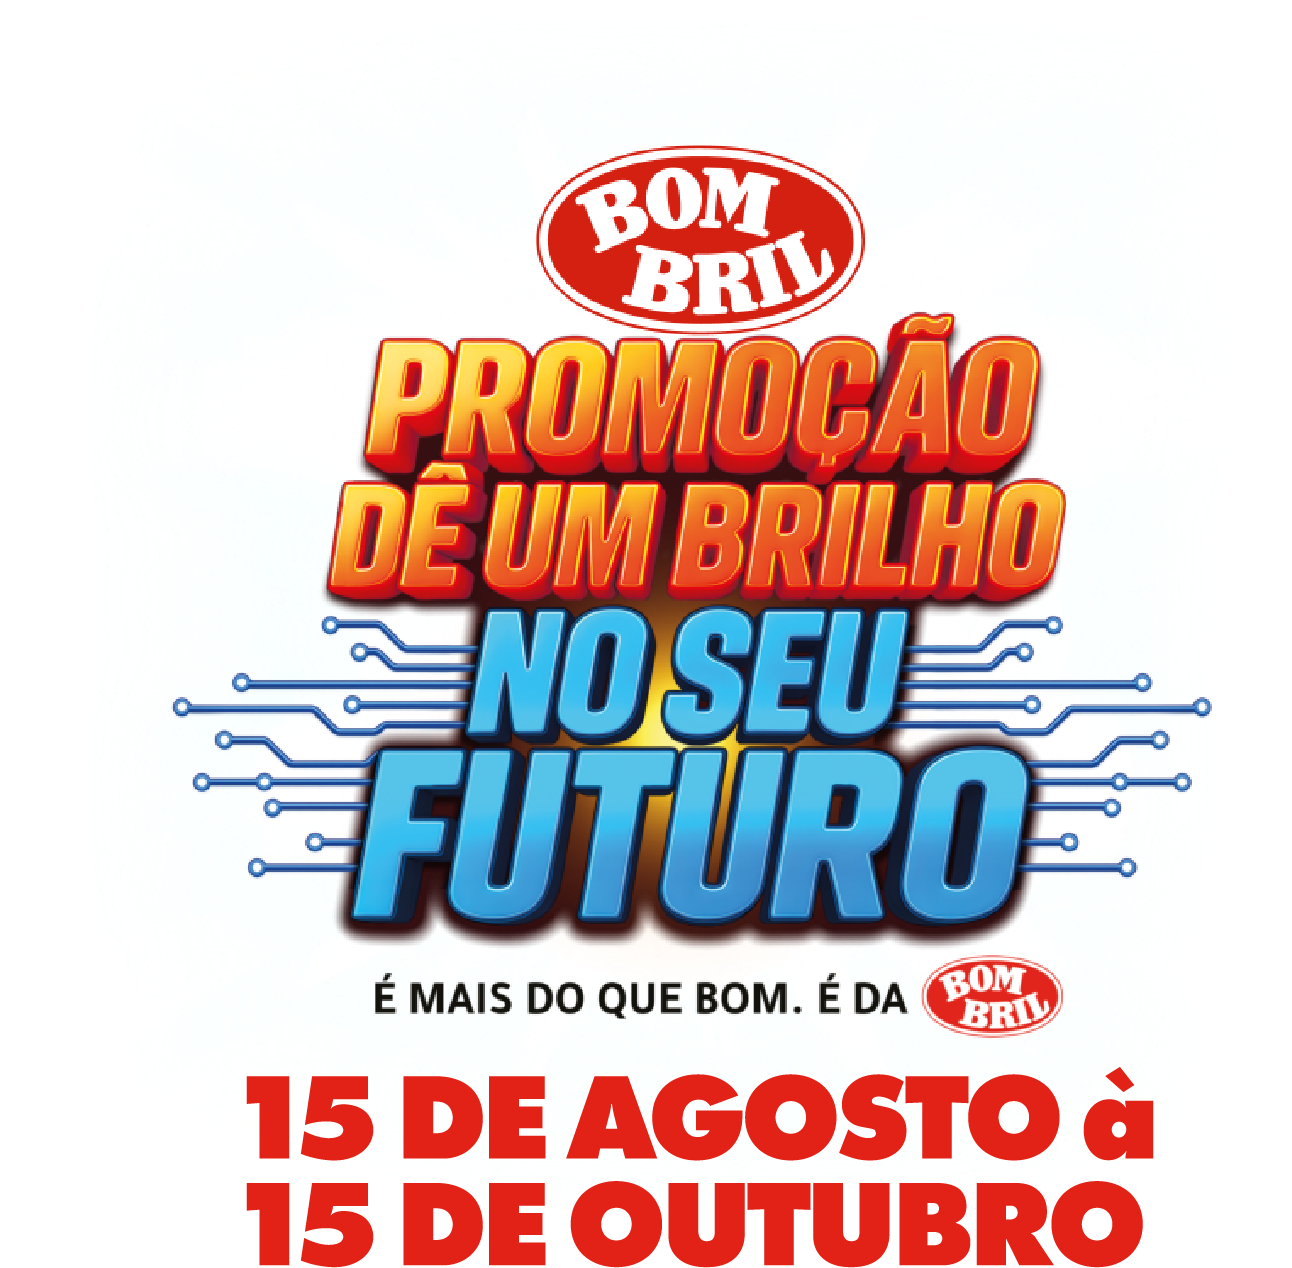 BOM
BRIL
PROMOÇÃO
DÊ UM BRILHO
NO SEU
FUTURO
É MAIS DO QUE BOM. É DA BOM BRIL
15 DE AGOSTO à
15 DE OUTUBRO